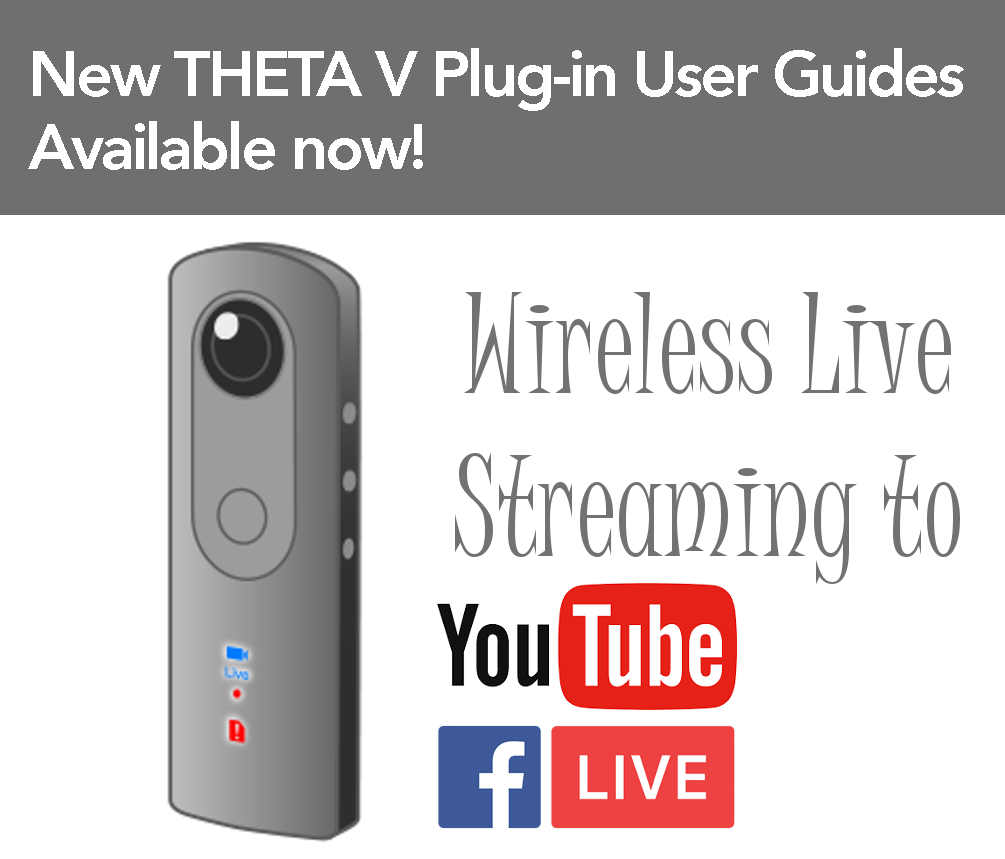 New THETA V Plug-in User Guides
Available now!
Wireless Live
Streaming to
YouTube
f LIVE
Live